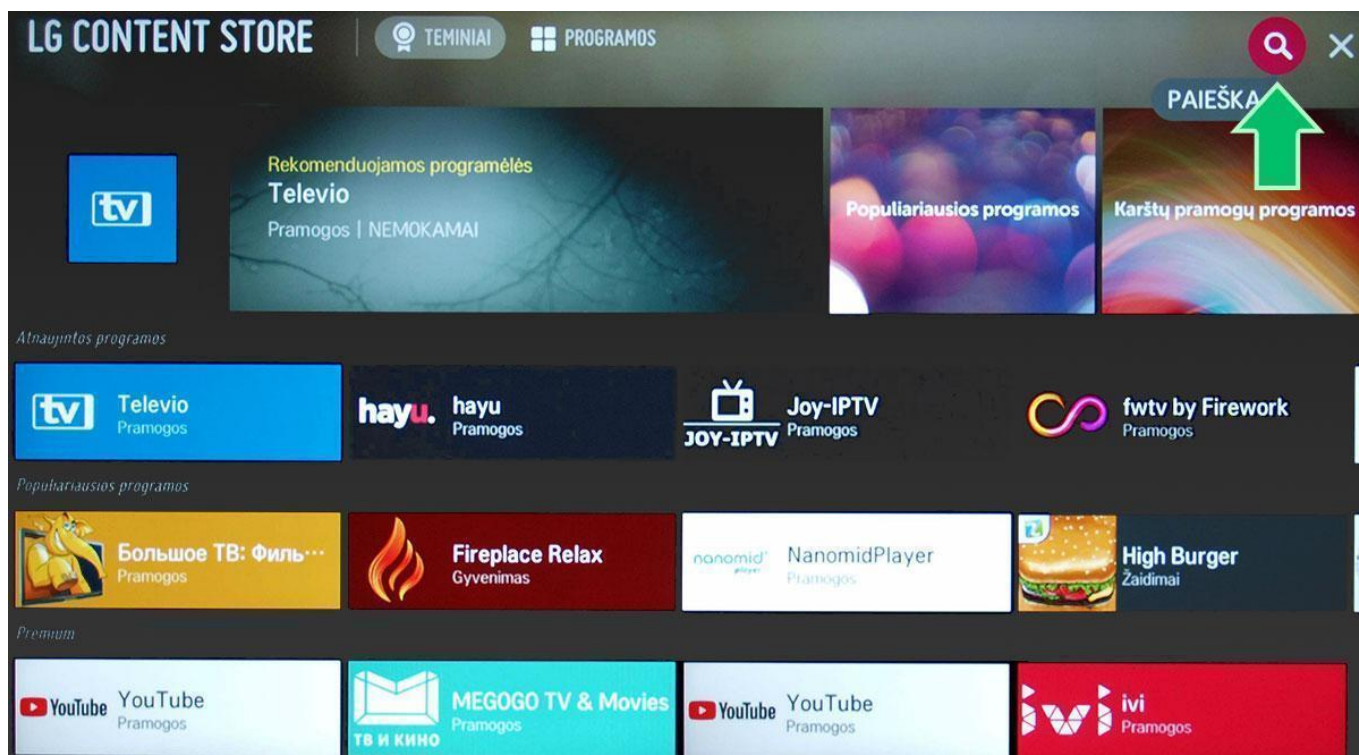 LG CONTENT STORE
TEMINIAI
PROGRAMOS
PAIEŠKA
tv
Rekomenduojamos programėlės
Televio
Pramogos | NEMOKAMAI
Populiariausios programos
Karštų pramogų programos
Atnaujintos programos
tv
Televio
Pramogos
hayu.
hayu
Pramogos
JOY-IPTV
Joy-IPTV
Pramogos
fwtv by Firework
Pramogos
Populiariausios programos
Большое ТВ: Филь...
Pramogos
Fireplace Relax
Gyvenimas
nanomid
player
NanomidPlayer
Pramogos
High Burger
Žaidimai
Premium
YouTube
YouTube
Pramogos
ТВ И КИНО
MEGOGO TV & Movies
Pramogos
YouTube
YouTube
Pramogos
ivi
ivi
Pramogos